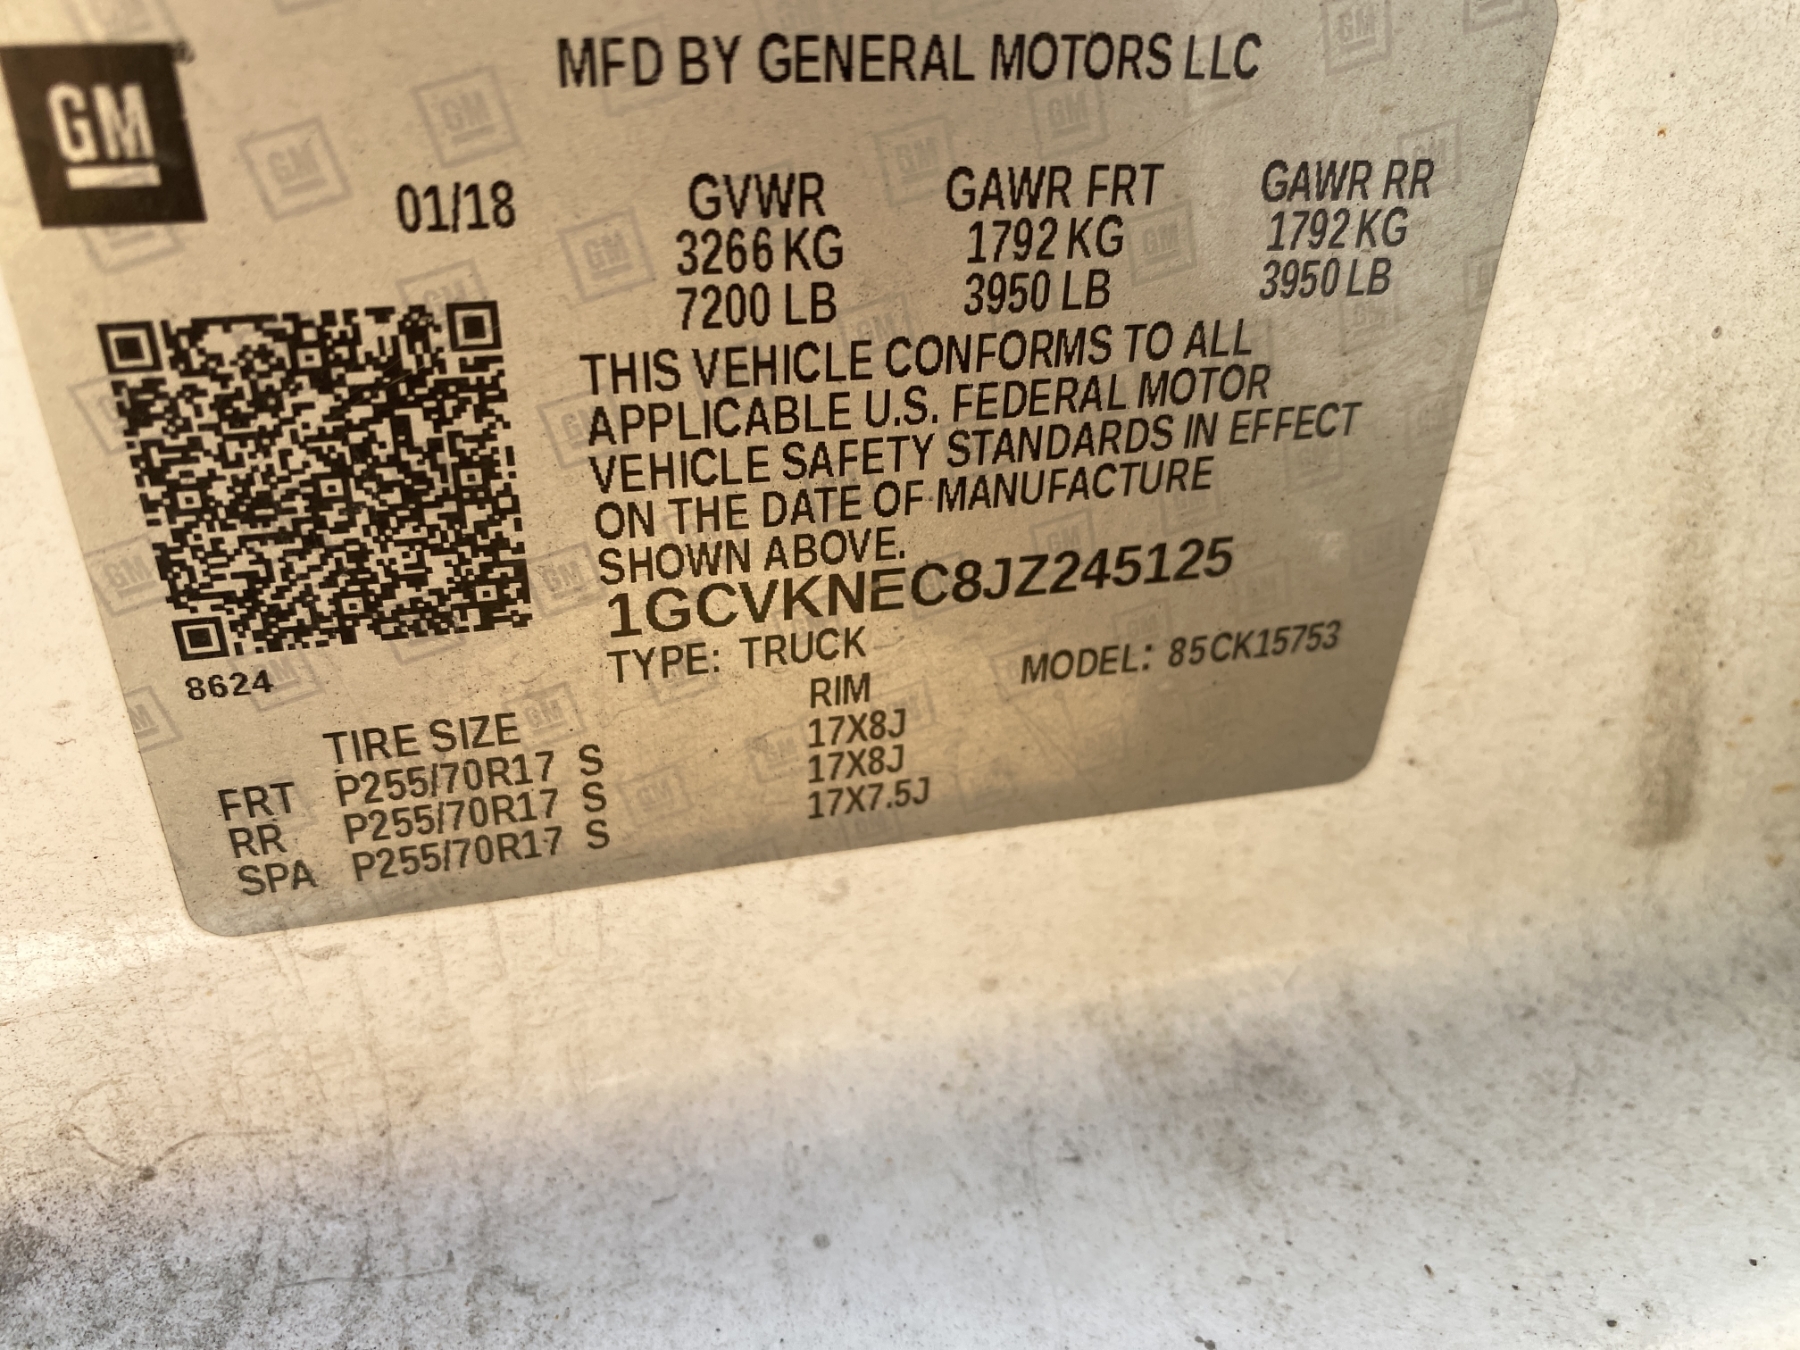 GM
MFD BY GENERAL MOTORS LLC
01/18 GVWR GAWR FRT GAWR RR
3266 KG 1792 KG 1792 KG
7200 LB 3950 LB 3950 LB
THIS VEHICLE CONFORMS TO ALL
APPLICABLE U.S. FEDERAL MOTOR
VEHICLE SAFETY STANDARDS IN EFFECT
ON THE DATE OF MANUFACTURE
SHOWN ABOVE.
1GCVKNEC8JZ245125
TYPE: TRUCK MODEL: 85CK15753
8624
TIRE SIZE RIM
FRT P255/70R17 S 17X8J
RR P255/70R17 S 17X8J
SPA P255/70R17 S 17X7.5J